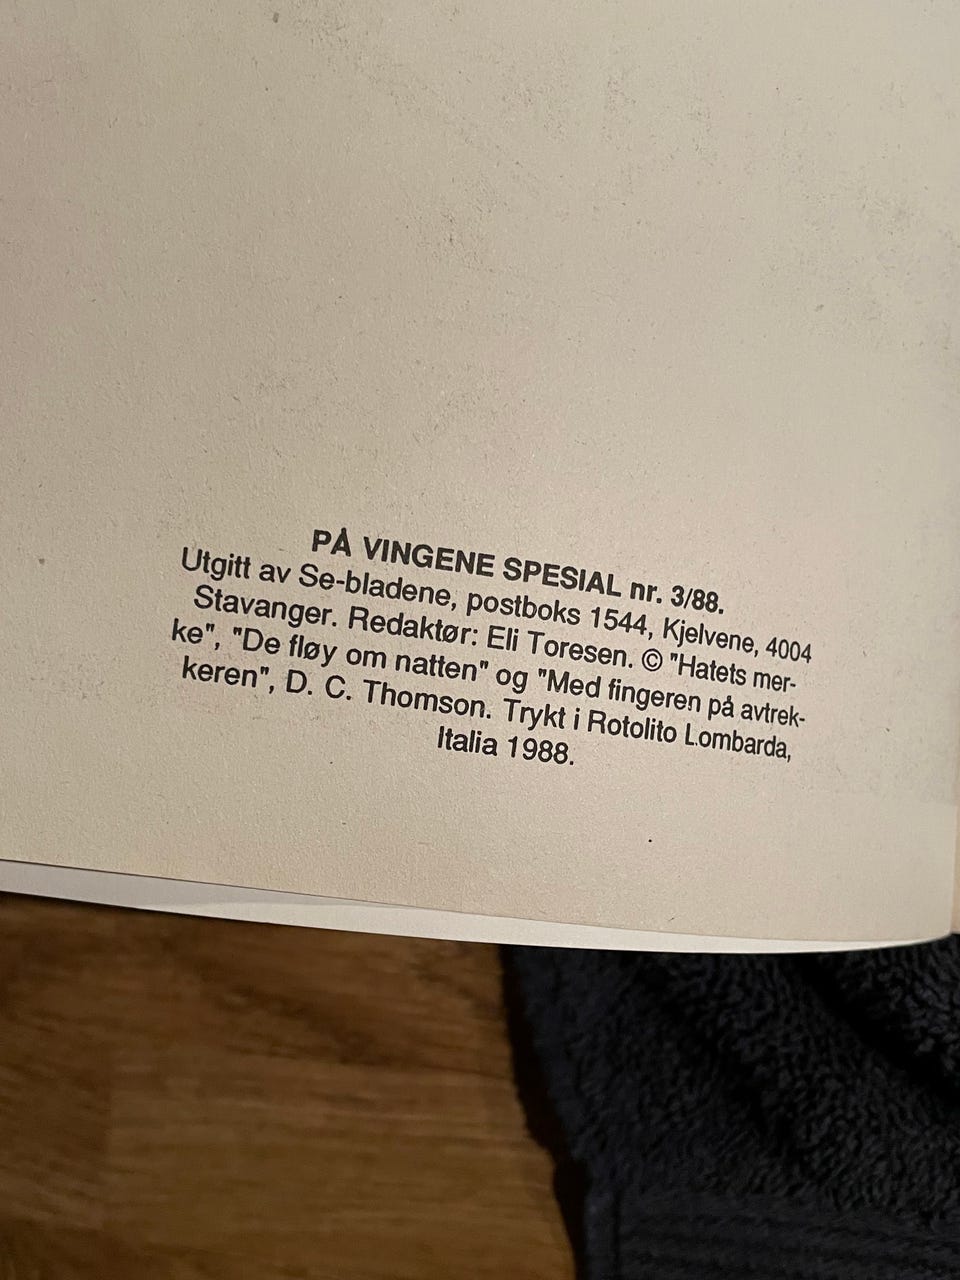 PÅ VINGENE SPESIAL nr. 3/88.
Utgitt av Se-bladene, postboks 1544, Kjelvene, 4004
Stavanger. Redaktør: Eli Toresen. © "Hatets mer-
ke", "De fløy om natten" og "Med fingeren på avtrek-
keren", D. C. Thomson. Trykt i Rotolito Lombarda,
Italia 1988.